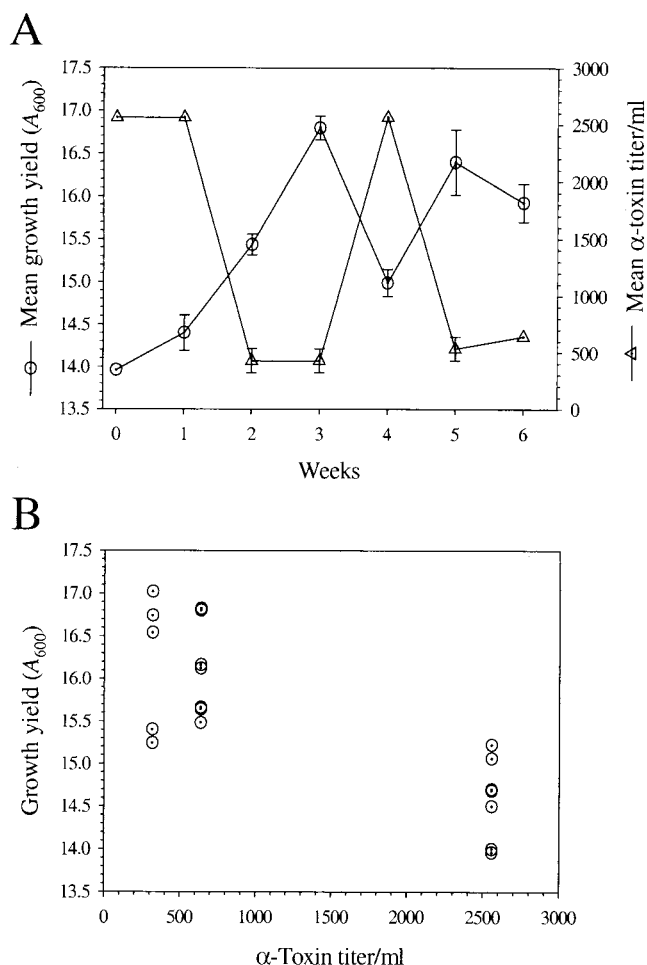 A
17.5
17.0
16.5
16.0
15.5
15.0
14.5
14.0
13.5
Mean growth yield (A600)
3000
2500
2000
1500
1000
500
0
Mean α-toxin titer/ml
0 1 2 3 4 5 6
Weeks
B
17.5
17.0
16.5
16.0
15.5
15.0
14.5
14.0
13.5
Growth yield (A600)
0 500 1000 1500 2000 2500 3000
α-Toxin titer/ml